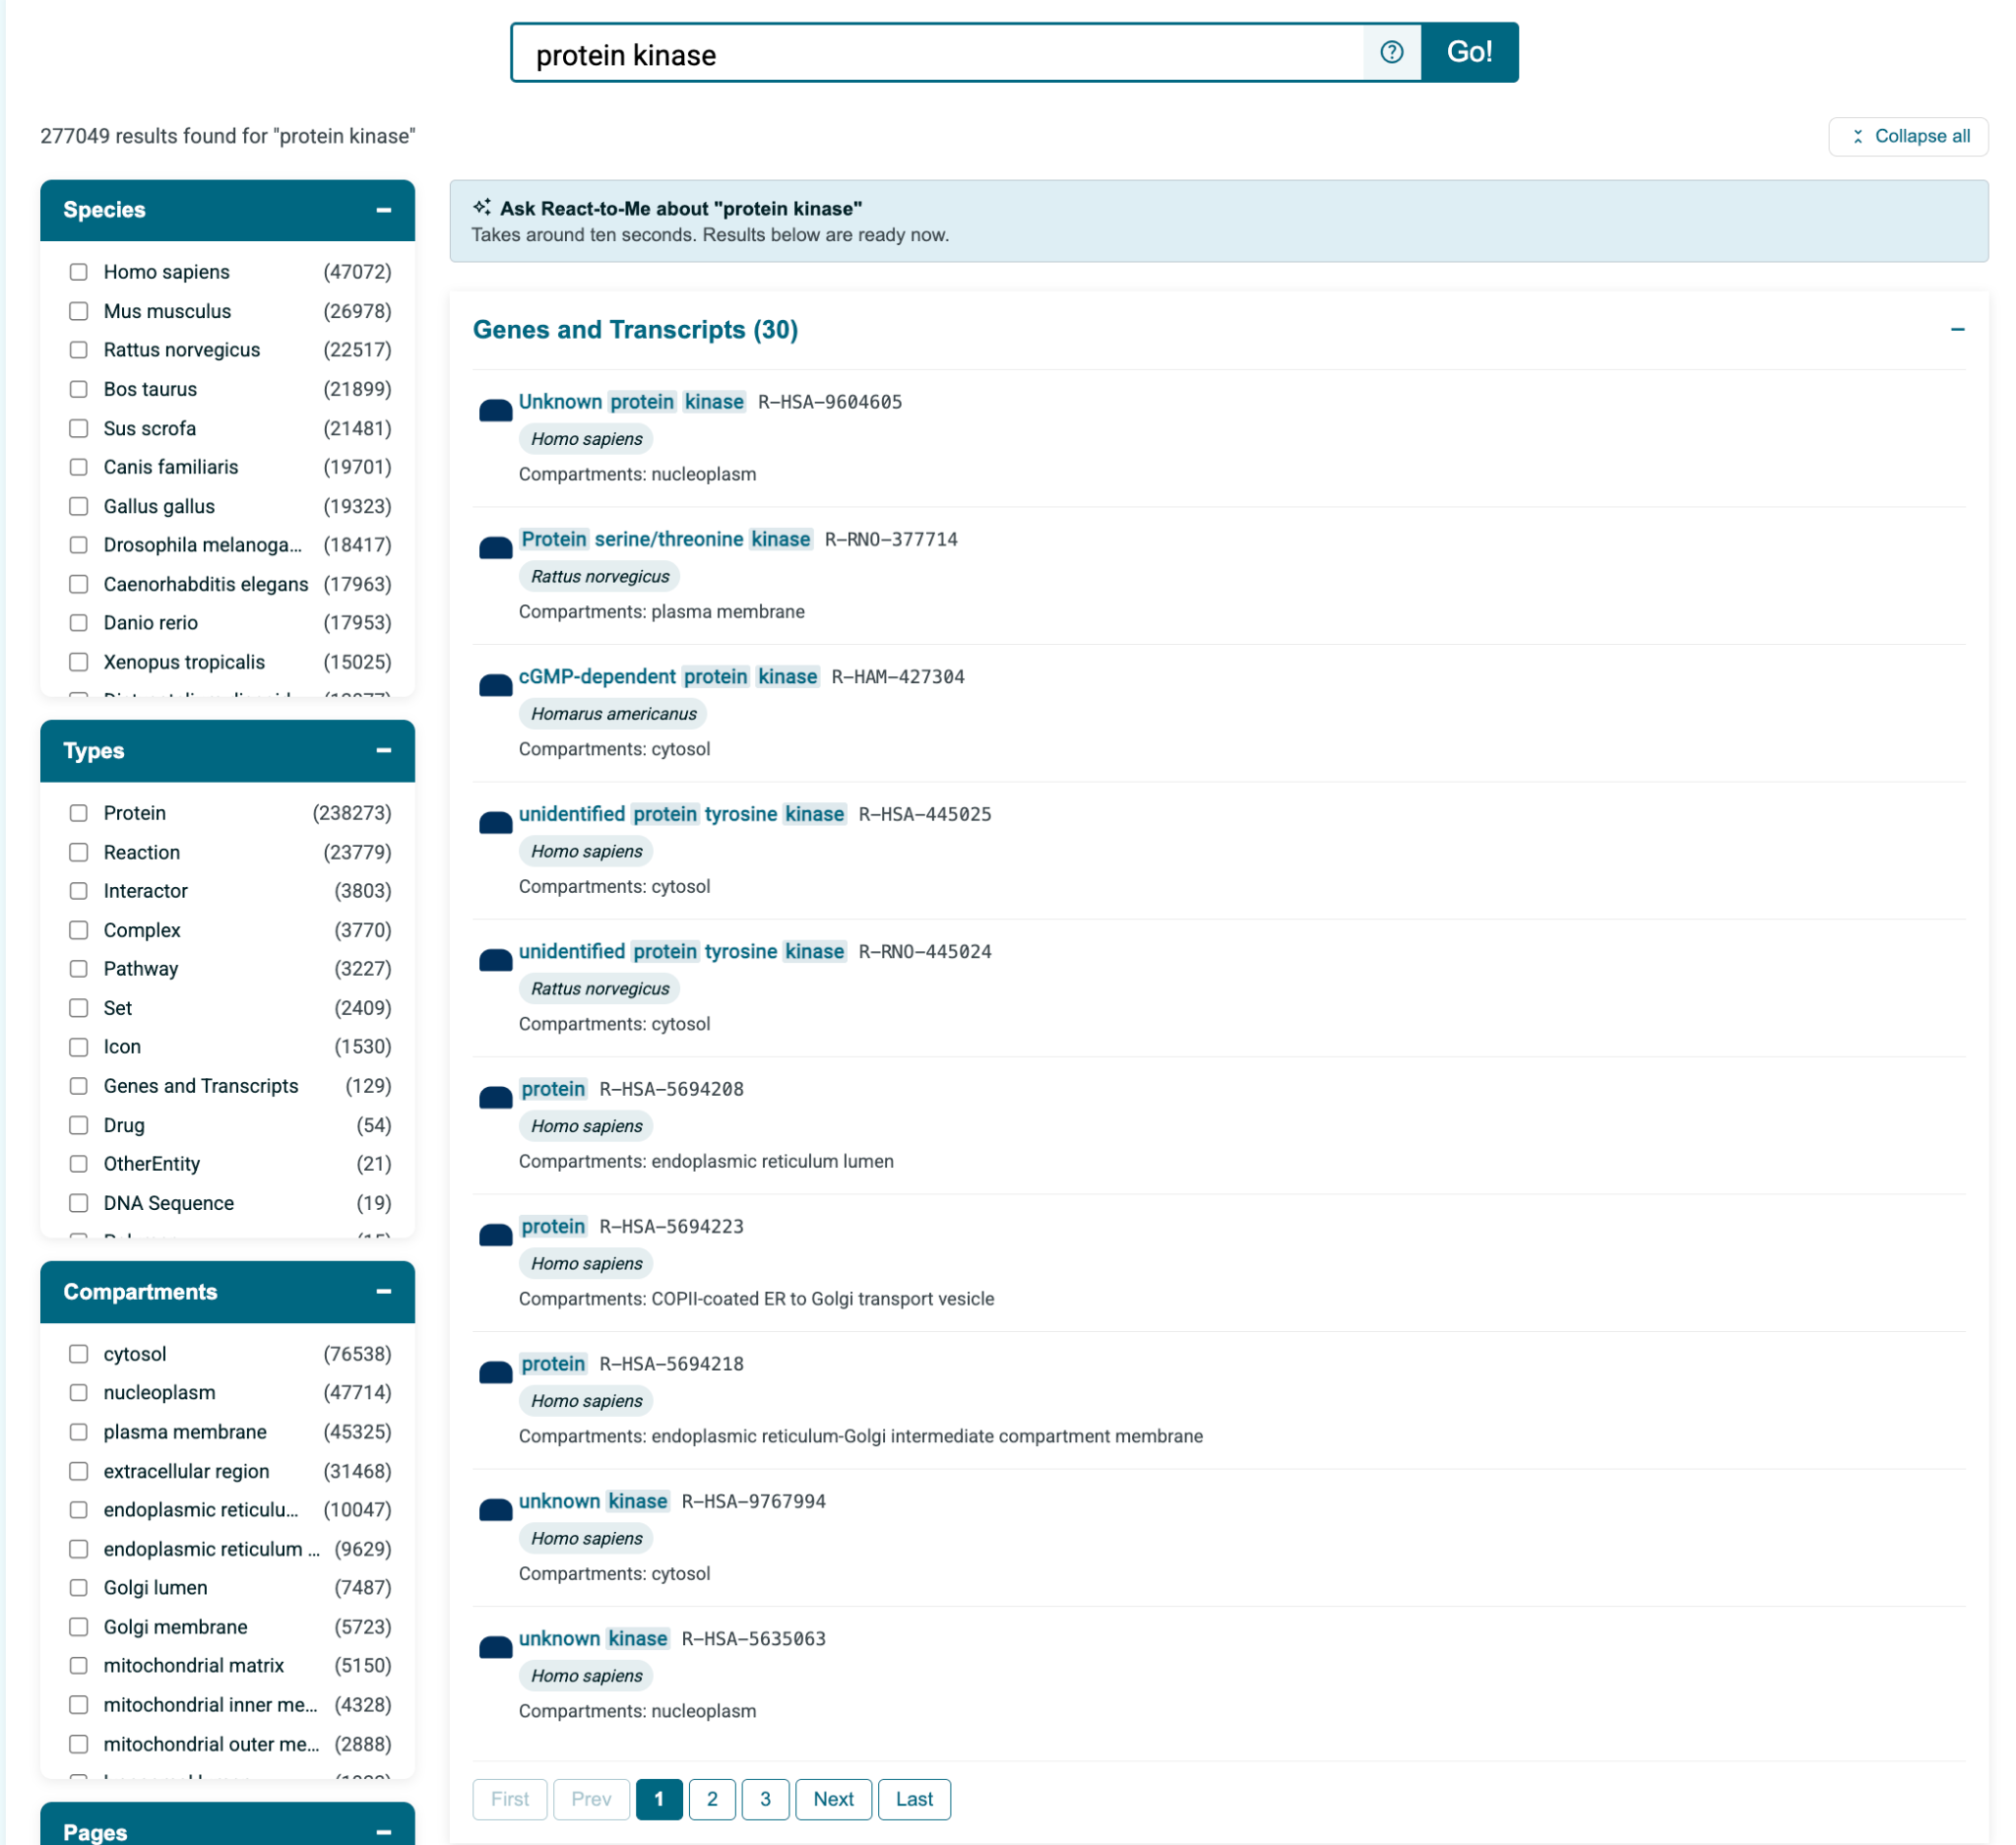 protein kinase
Go!
277049 results found for "protein kinase"
Collapse all
Species
Homo sapiens (47072)
Mus musculus (26978)
Rattus norvegicus (22517)
Bos taurus (21899)
Sus scrofa (21481)
Canis familiaris (19701)
Gallus gallus (19323)
Drosophila melanoga... (18417)
Caenorhabditis elegans (17963)
Danio rerio (17953)
Xenopus tropicalis (15025)
Types
Protein (238273)
Reaction (23779)
Interactor (3803)
Complex (3770)
Pathway (3227)
Set (2409)
Icon (1530)
Genes and Transcripts (129)
Drug (54)
OtherEntity (21)
DNA Sequence (19)
Compartments
cytosol (76538)
nucleoplasm (47714)
plasma membrane (45325)
extracellular region (31468)
endoplasmic reticulu... (10047)
endoplasmic reticulum ... (9629)
Golgi lumen (7487)
Golgi membrane (5723)
mitochondrial matrix (5150)
mitochondrial inner me... (4328)
mitochondrial outer me... (2888)
Pages
Ask React-to-Me about "protein kinase"
Takes around ten seconds. Results below are ready now.
Genes and Transcripts (30)
Unknown protein kinase R-HSA-9604605
Homo sapiens
Compartments: nucleoplasm
Protein serine/threonine kinase R-RNO-377714
Rattus norvegicus
Compartments: plasma membrane
cGMP-dependent protein kinase R-HAM-427304
Homarus americanus
Compartments: cytosol
unidentified protein tyrosine kinase R-HSA-445025
Homo sapiens
Compartments: cytosol
unidentified protein tyrosine kinase R-RNO-445024
Rattus norvegicus
Compartments: cytosol
protein R-HSA-5694208
Homo sapiens
Compartments: endoplasmic reticulum lumen
protein R-HSA-5694223
Homo sapiens
Compartments: COPII-coated ER to Golgi transport vesicle
protein R-HSA-5694218
Homo sapiens
Compartments: endoplasmic reticulum-Golgi intermediate compartment membrane
unknown kinase R-HSA-9767994
Homo sapiens
Compartments: cytosol
unknown kinase R-HSA-5635063
Homo sapiens
Compartments: nucleoplasm
First Prev 1 2 3 Next Last